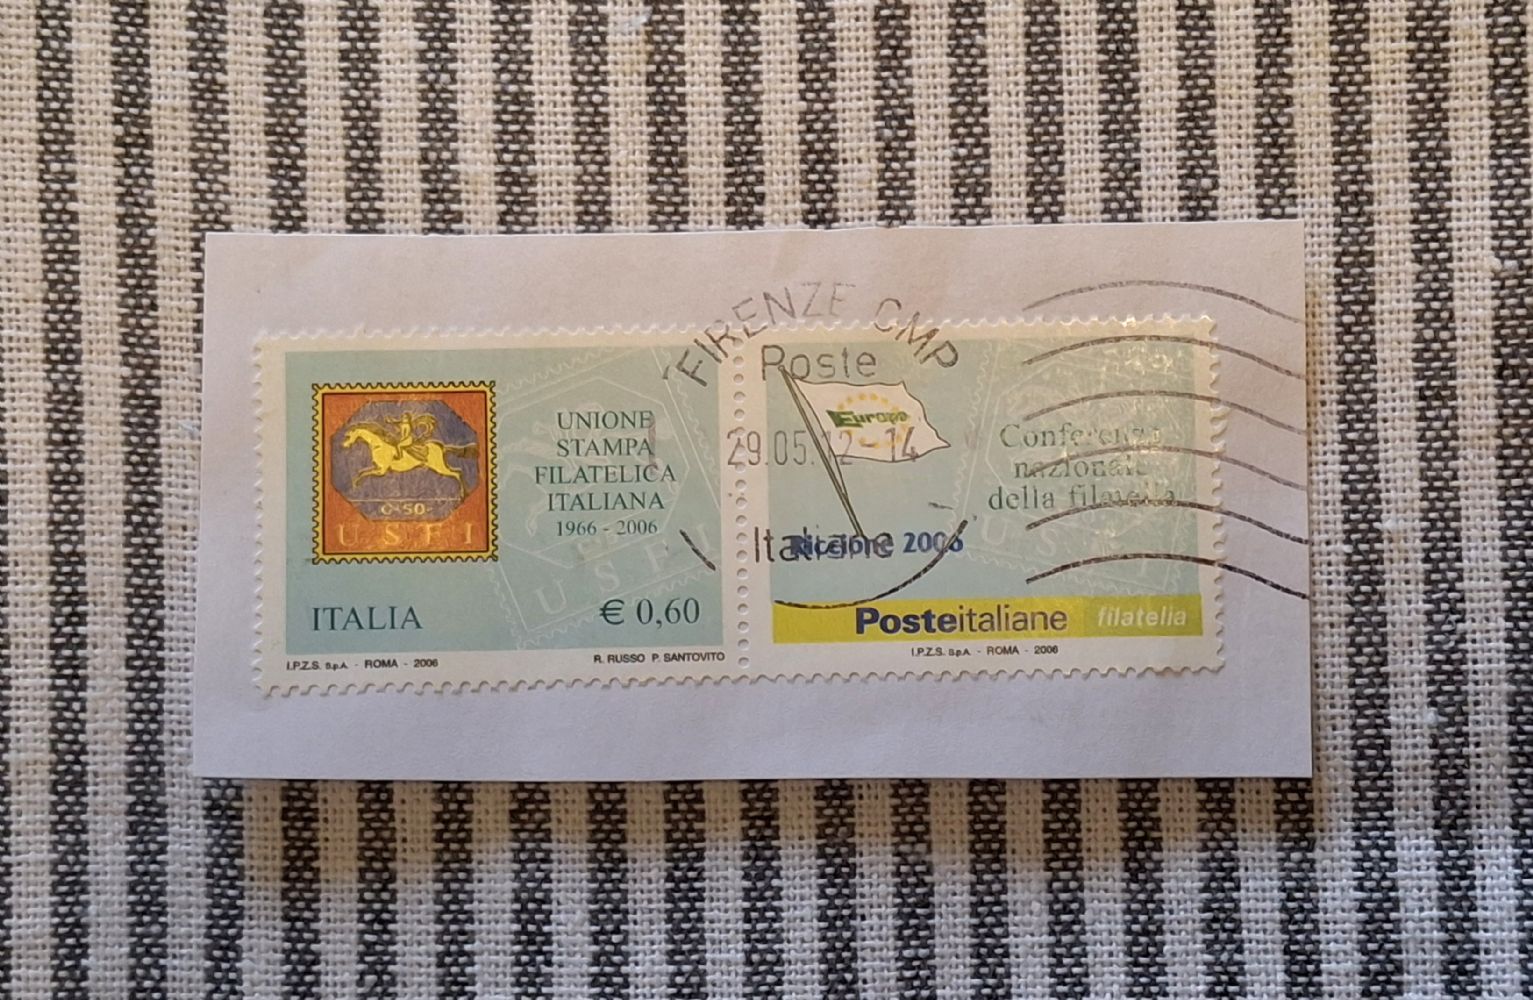 FIRENZE CMP
Poste
29.05.12-14
Italiane
C.50
U.S.F.I
UNIONE
STAMPA
FILATELICA
ITALIANA
1966 - 2006
U S F I
ITALIA
€ 0,60
I.P.Z.S. S.p.A. - ROMA - 2006
R. RUSSO P. SANTOVITO
Europa
Riccione 2006
Conferenza
nazionale
della filatelia
U S
Posteitaliane
filatelia
I.P.Z.S. S.p.A. - ROMA - 2006